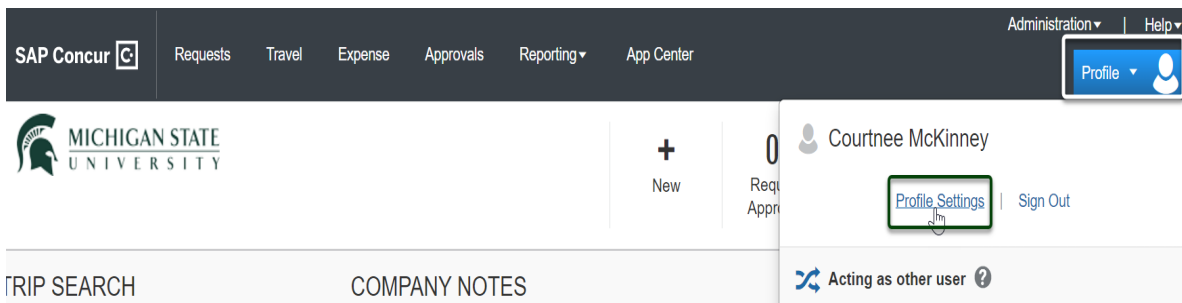 Administration ▾ | Help ▾
SAP Concur C. Requests Travel Expense Approvals Reporting ▾ App Center
Profile ▾
MICHIGAN STATE
UNIVERSITY
Courtnee McKinney
+ 0
New Requ
Appro
Profile Settings | Sign Out
TRIP SEARCH COMPANY NOTES
Acting as other user ?